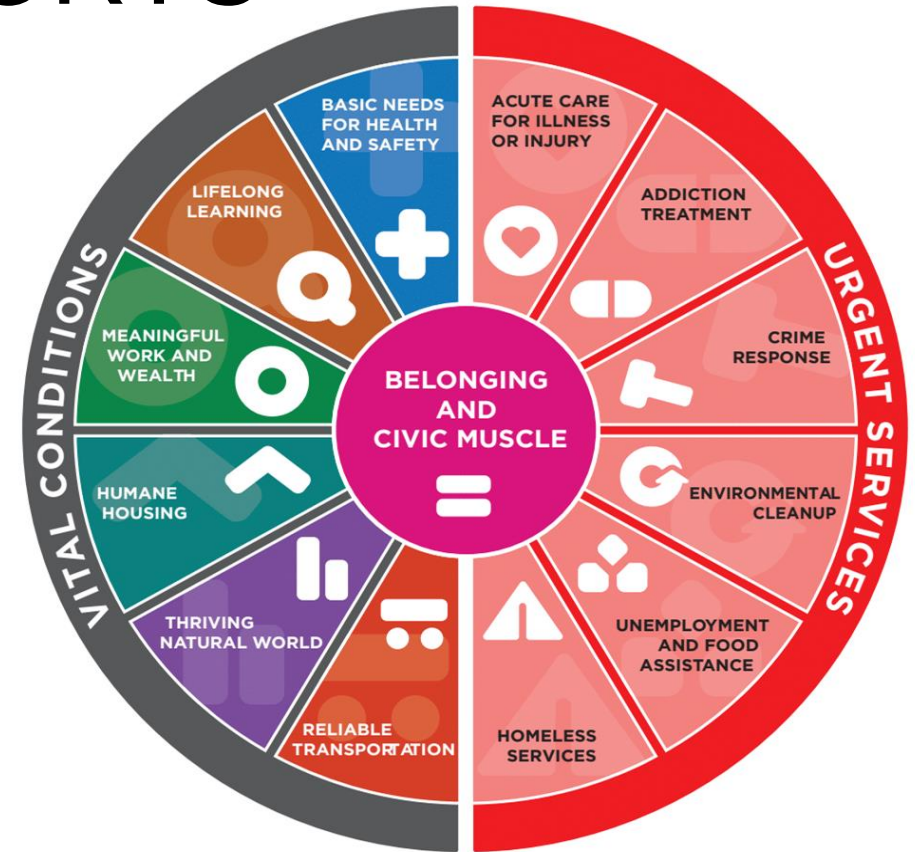 VITAL CONDITIONS
BASIC NEEDS
FOR HEALTH
AND SAFETY
LIFELONG
LEARNING
MEANINGFUL
WORK AND
WEALTH
HUMANE
HOUSING
THRIVING
NATURAL WORLD
RELIABLE
TRANSPORTATION
BELONGING
AND
CIVIC MUSCLE
URGENT SERVICES
ACUTE CARE
FOR ILLNESS
OR INJURY
ADDICTION
TREATMENT
CRIME
RESPONSE
ENVIRONMENTAL
CLEANUP
UNEMPLOYMENT
AND FOOD
ASSISTANCE
HOMELESS
SERVICES